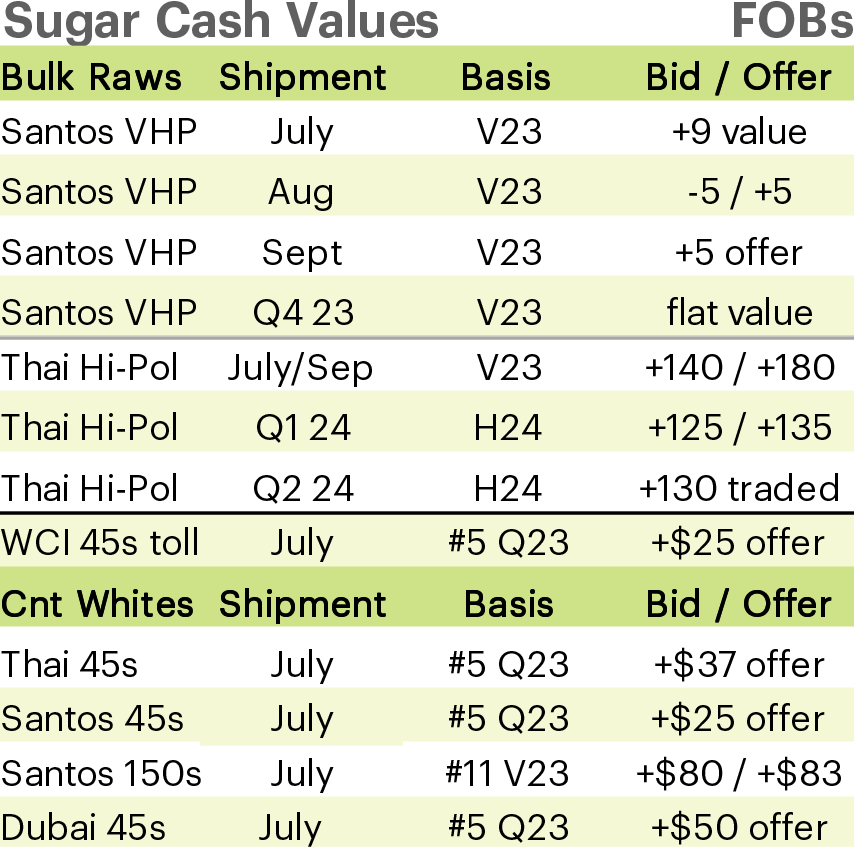 Sugar Cash Values FOBs
Bulk Raws Shipment Basis Bid / Offer
Santos VHP July V23 +9 value
Santos VHP Aug V23 -5 / +5
Santos VHP Sept V23 +5 offer
Santos VHP Q4 23 V23 flat value
Thai Hi-Pol July/Sep V23 +140 / +180
Thai Hi-Pol Q1 24 H24 +125 / +135
Thai Hi-Pol Q2 24 H24 +130 traded
WCI 45s toll July #5 Q23 +$25 offer
Cnt Whites Shipment Basis Bid / Offer
Thai 45s July #5 Q23 +$37 offer
Santos 45s July #5 Q23 +$25 offer
Santos 150s July #11 V23 +$80 / +$83
Dubai 45s July #5 Q23 +$50 offer